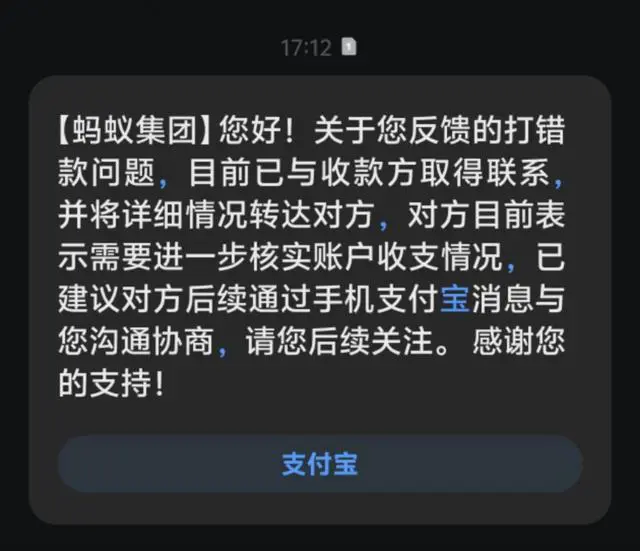 17:12 1
【蚂蚁集团】您好！关于您反馈的打错
款问题，目前已与收款方取得联系，
并将详细情况转达对方，对方目前表
示需要进一步核实账户收支情况，已
建议对方后续通过手机支付宝消息与
您沟通协商，请您后续关注。 感谢您
的支持！
支付宝